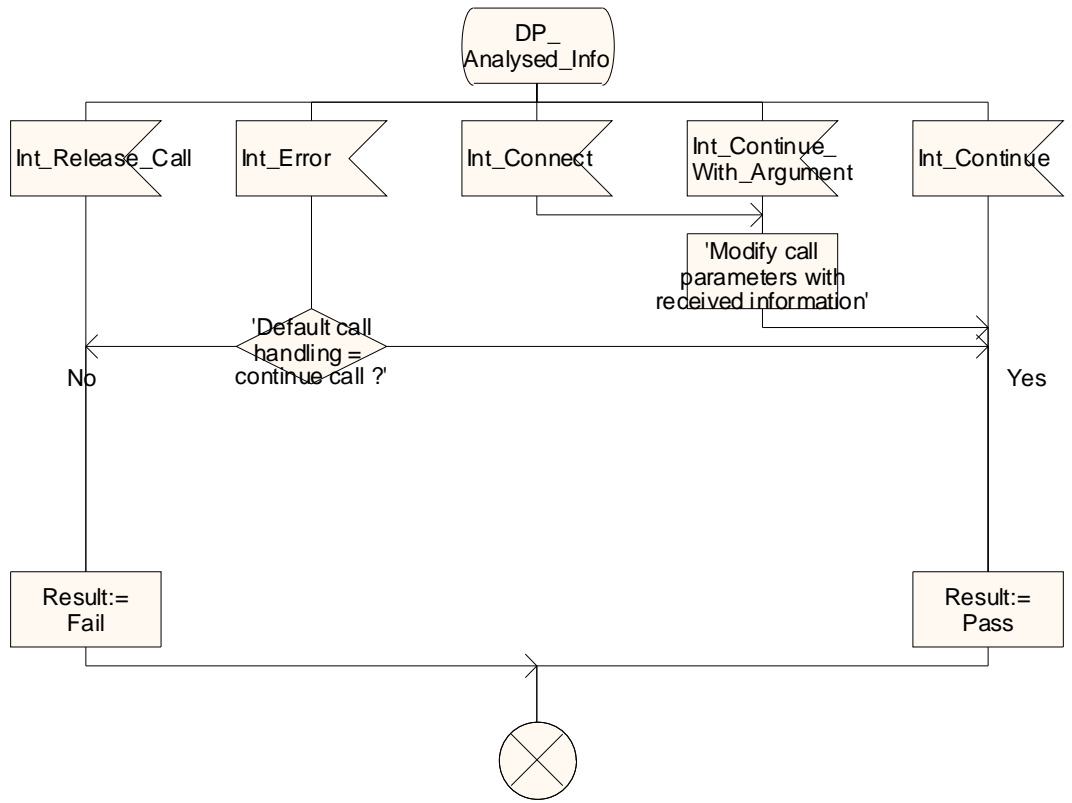 DP_
Analysed_Info
Int_Release_Call
Int_Error
Int_Connect
Int_Continue_
With_Argument
Int_Continue
'Modify call
parameters with
received information'
'Default call
handling =
continue call ?'
No
Yes
Result:=
Fail
Result:=
Pass